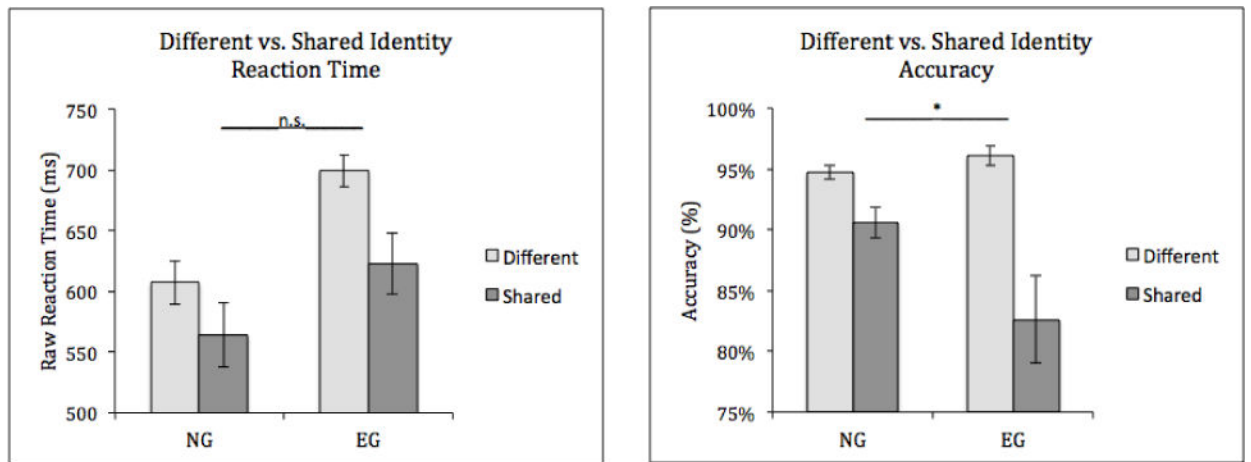 Different vs. Shared Identity
Reaction Time
750
n.s.
700
650
600
550
500
Raw Reaction Time (ms)
Different
Shared
NG
EG
Different vs. Shared Identity
Accuracy
100%
*
95%
90%
85%
80%
75%
Accuracy (%)
Different
Shared
NG
EG